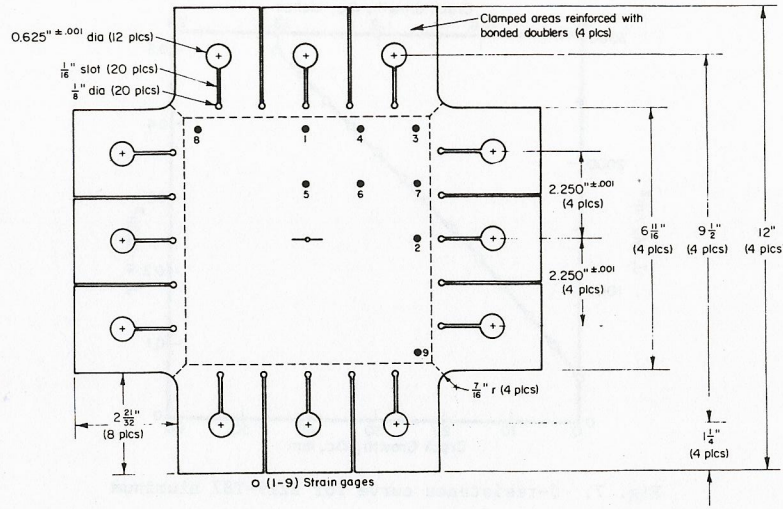 Clamped areas reinforced with
bonded doublers (4 plcs)
0.625" ±.001 dia (12 plcs)
1/16" slot (20 plcs)
1/8" dia (20 plcs)
8
1
4
3
5
6
7
2
9
2.250" ±.001
(4 plcs)
2.250" ±.001
(4 plcs)
6 11/16"
(4 plcs)
9 1/2"
(4 plcs)
12"
(4 plcs)
7/16" r (4 plcs)
2 21/32"
(8 plcs)
1 1/4"
(4 plcs)
(1-9) Strain gages